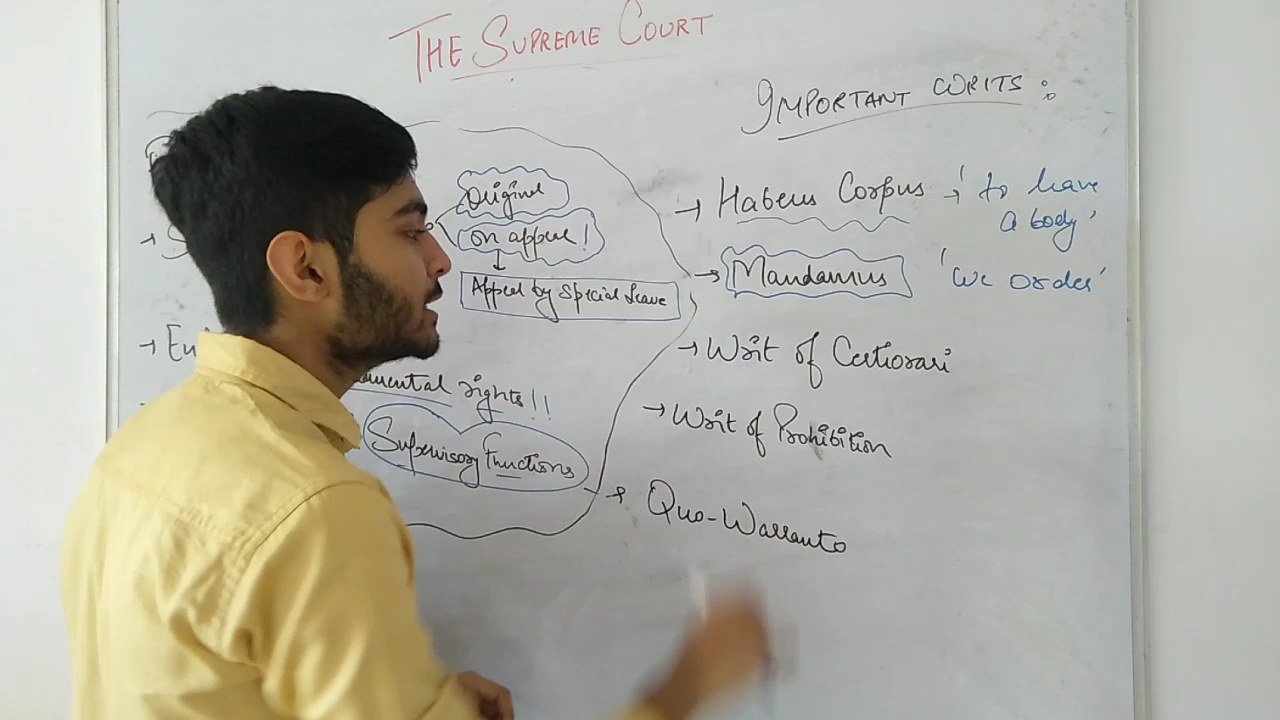 THE SUPREME COURT
IMPORTANT WRITS :
Original
on appeal!
Appeal by Special Leave
rights!!
Supervisory Functions
→ Habeus Corpus → 'to have
a body'
→ Mandamus 'We order'
→ Writ of Certiorari
→ Writ of Prohibition
→ Quo-Warranto